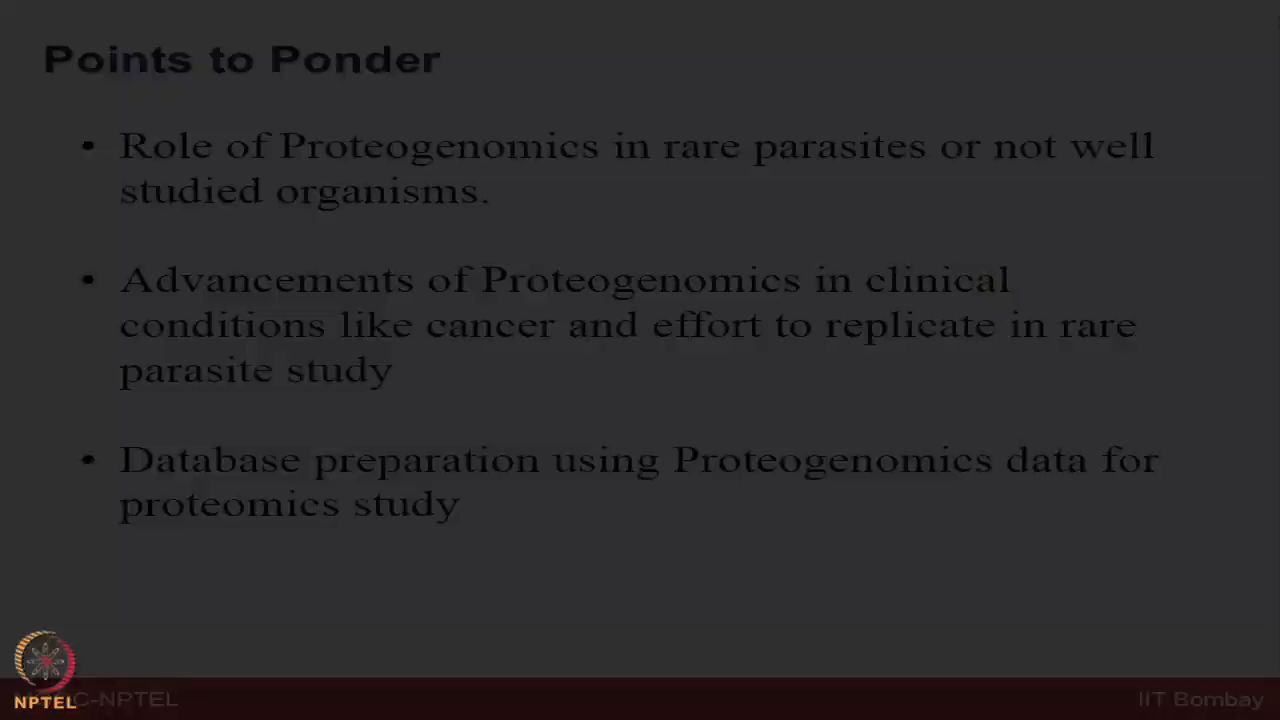 Points to Ponder
• Role of Proteogenomics in rare parasites or not well
studied organisms.
• Advancements of Proteogenomics in clinical
conditions like cancer and effort to replicate in rare
parasite study
• Database preparation using Proteogenomics data for
proteomics study
NPTEL
C-NPTEL
IIT Bombay